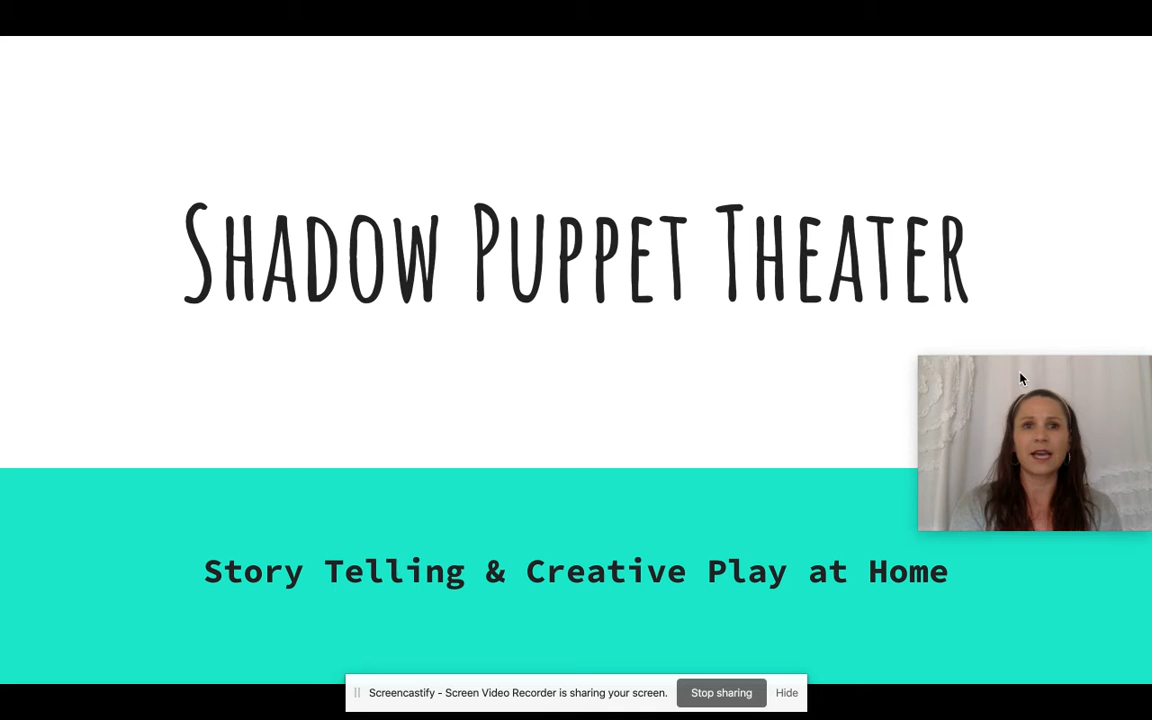 Shadow Puppet Theater
Story Telling & Creative Play at Home
Screencastify - Screen Video Recorder is sharing your screen. Stop sharing Hide